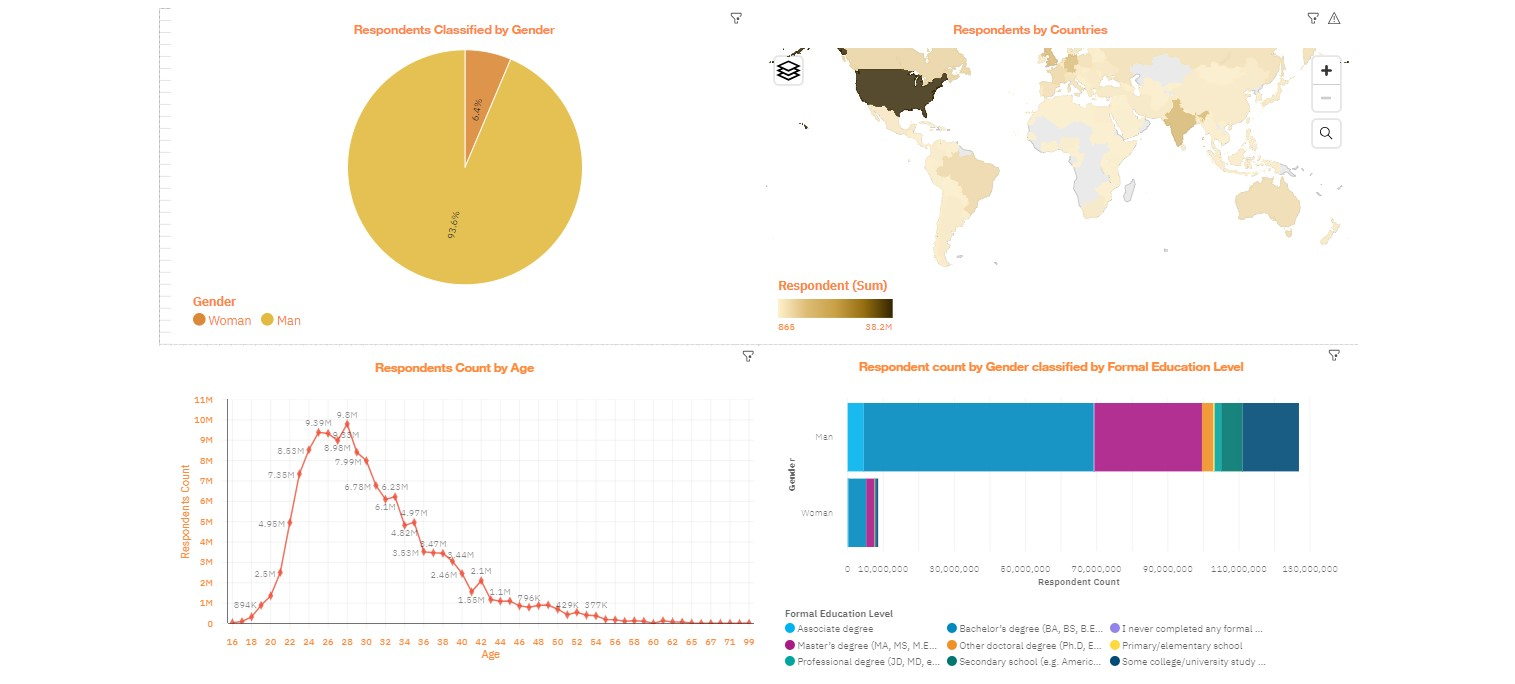 Respondents Classified by Gender
6.4%
93.6%
Gender
Woman
Man
Respondents by Countries
Respondent (Sum)
865
38.2M
Respondents Count by Age
Respondents Count
11M
10M
9M
8M
7M
6M
5M
4M
3M
2M
1M
0
894K
2.5M
4.95M
7.35M
8.53M
9.39M
8.98M
9.8M
7.99M
6.78M
6.1M
6.23M
4.82M
4.97M
3.53M
3.47M
3.44M
2.46M
1.55M
2.1M
1.1M
796K
429K
377K
16 18 20 22 24 26 28 30 32 34 36 38 40 42 44 46 48 50 52 54 56 58 60 62 65 67 71 99
Age
Respondent count by Gender classified by Formal Education Level
Gender
Man
Woman
0 10,000,000 30,000,000 50,000,000 70,000,000 90,000,000 110,000,000 130,000,000
Respondent Count
Formal Education Level
Associate degree
Bachelor's degree (BA, BS, B.E...
I never completed any formal ...
Master's degree (MA, MS, M.E...
Other doctoral degree (Ph.D, E...
Primary/elementary school
Professional degree (JD, MD, e...
Secondary school (e.g. Americ...
Some college/university study ...